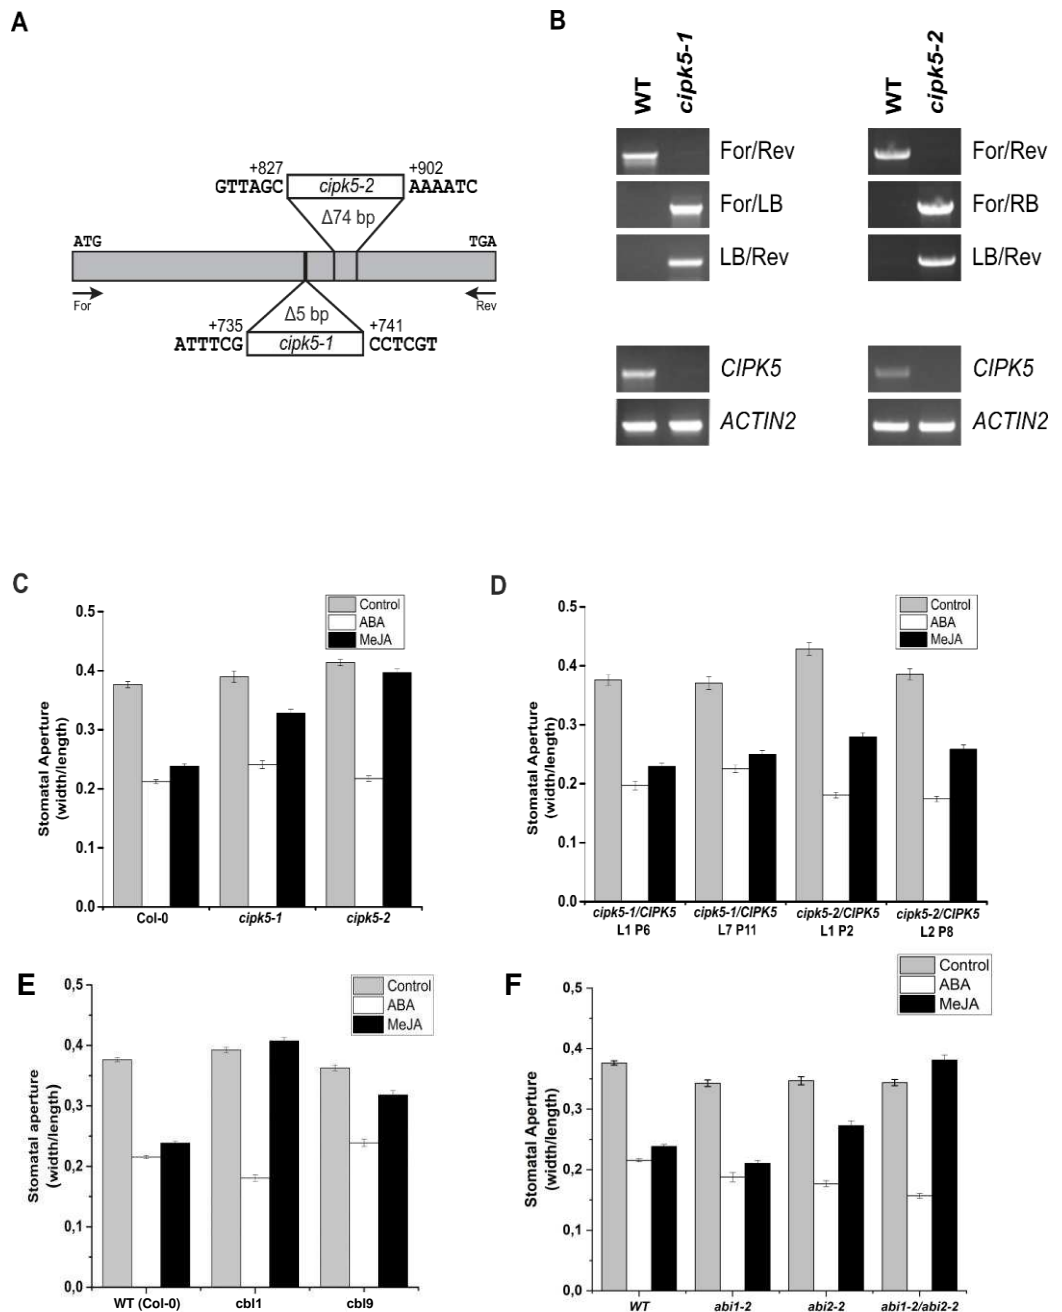 A
+827
+902
GTTAGC
cipk5-2
AAAATC
Δ74 bp
ATG
TGA
For
Rev
Δ5 bp
+735
+741
ATTTCG
cipk5-1
CCTCGT
B
WT
cipk5-1
WT
cipk5-2
For/Rev
For/LB
LB/Rev
CIPK5
ACTIN2
For/Rev
For/RB
LB/Rev
CIPK5
ACTIN2
C
Control
ABA
MeJA
Stomatal Aperture
(width/length)
0.5
0.4
0.3
0.2
0.1
0.0
Col-0
cipk5-1
cipk5-2
D
Control
ABA
MeJA
Stomatal Aperture
(width/length)
0.5
0.4
0.3
0.2
0.1
0.0
cipk5-1/CIPK5
L1 P6
cipk5-1/CIPK5
L7 P11
cipk5-2/CIPK5
L1 P2
cipk5-2/CIPK5
L2 P8
E
Control
ABA
MeJA
Stomatal aperture
(width/length)
0,5
0,4
0,3
0,2
0,1
0,0
WT (Col-0)
cbl1
cbl9
F
Control
ABA
MeJA
Stomatal Aperture
(width/length)
0,5
0,4
0,3
0,2
0,1
0,0
WT
abi1-2
abi2-2
abi1-2/abi2-2